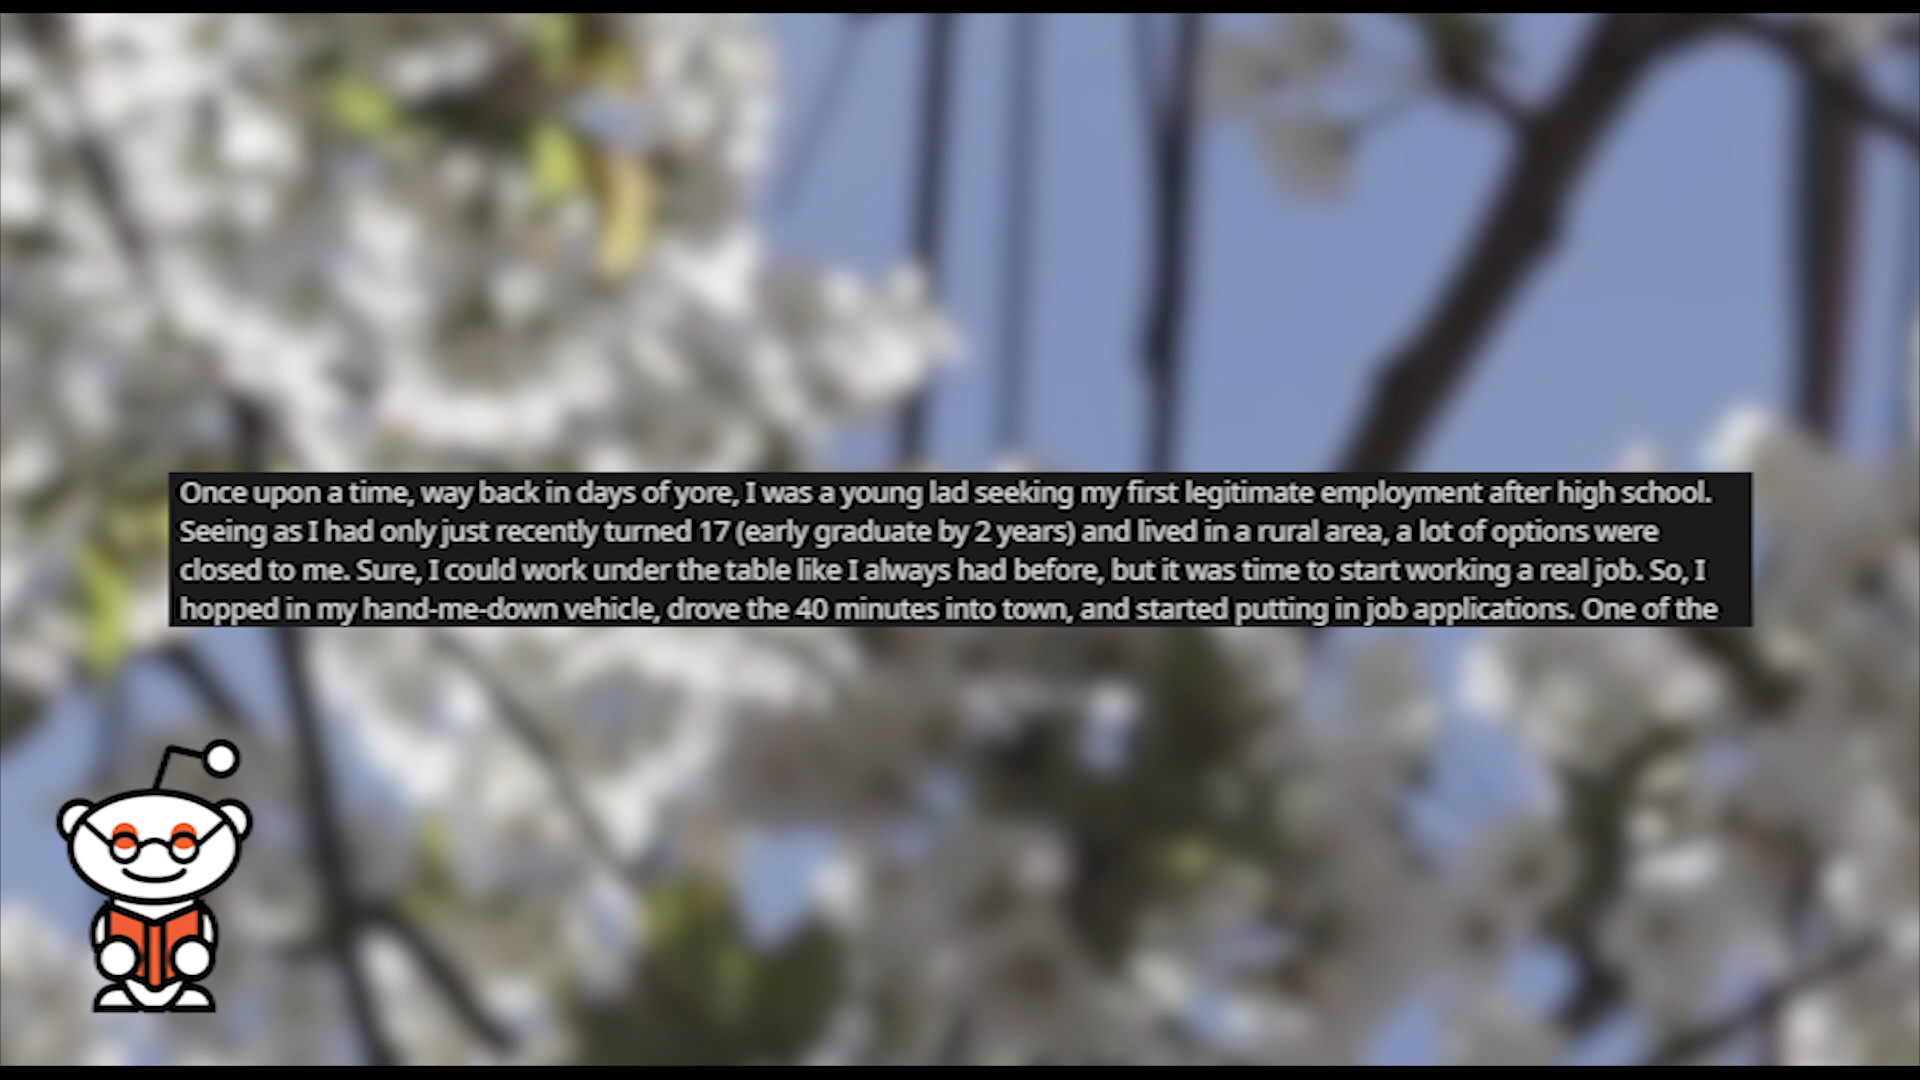 Once upon a time, way back in days of yore, I was a young lad seeking my first legitimate employment after high school.
Seeing as I had only just recently turned 17 (early graduate by 2 years) and lived in a rural area, a lot of options were
closed to me. Sure, I could work under the table like I always had before, but it was time to start working a real job. So, I
hopped in my hand-me-down vehicle, drove the 40 minutes into town, and started putting in job applications. One of the